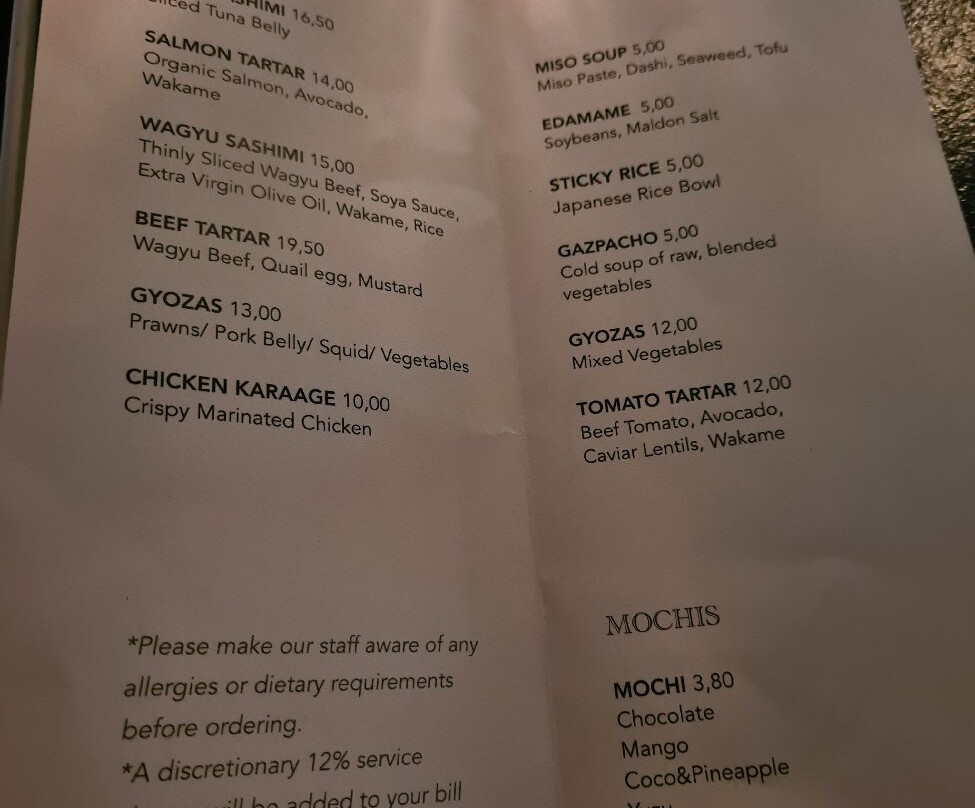 16,50
Sliced Tuna Belly
SALMON TARTAR 14,00
Organic Salmon, Avocado,
Wakame
WAGYU SASHIMI 15,00
Thinly Sliced Wagyu Beef, Soya Sauce,
Extra Virgin Olive Oil, Wakame, Rice
BEEF TARTAR 19,50
Wagyu Beef, Quail egg, Mustard
GYOZAS 13,00
Prawns/ Pork Belly/ Squid/ Vegetables
CHICKEN KARAAGE 10,00
Crispy Marinated Chicken
*Please make our staff aware of any
allergies or dietary requirements
before ordering.
*A discretionary 12% service
will be added to your bill
MISO SOUP 5,00
Miso Paste, Dashi, Seaweed, Tofu
EDAMAME 5,00
Soybeans, Maldon Salt
STICKY RICE 5,00
Japanese Rice Bowl
GAZPACHO 5,00
Cold soup of raw, blended
vegetables
GYOZAS 12,00
Mixed Vegetables
TOMATO TARTAR 12,00
Beef Tomato, Avocado,
Caviar Lentils, Wakame
MOCHIS
MOCHI 3,80
Chocolate
Mango
Coco&Pineapple